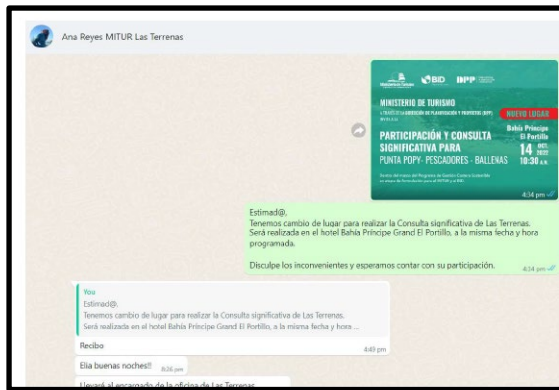 Ana Reyes MITUR Las Terrenas
BID DPP
MINISTERIO DE TURISMO
NUEVO LUGAR
PARTICIPACIÓN Y CONSULTA
SIGNIFICATIVA PARA
PUNTA POPY- PESCADORES - BALLENAS
Bahía Príncipe
El Portillo
14 OCT.
2022
10:30 A.M.
4:34 pm
Estimad@,
Tenemos cambio de lugar para realizar la Consulta significativa de Las Terrenas.
Será realizada en el hotel Bahía Príncipe Grand El Portillo, a la misma fecha y hora
programada.
Disculpe los inconvenientes y esperamos contar con su participación.
4:34 pm
You
Estimad@,
Tenemos cambio de lugar para realizar la Consulta significativa de Las Terrenas.
Será realizada en el hotel Bahía Príncipe Grand El Portillo, a la misma fecha y hora ...
Recibo
4:49 pm
Elia buenas noches!! 8:26 pm
Llevaré al encargado de la oficina de Las Terrenas